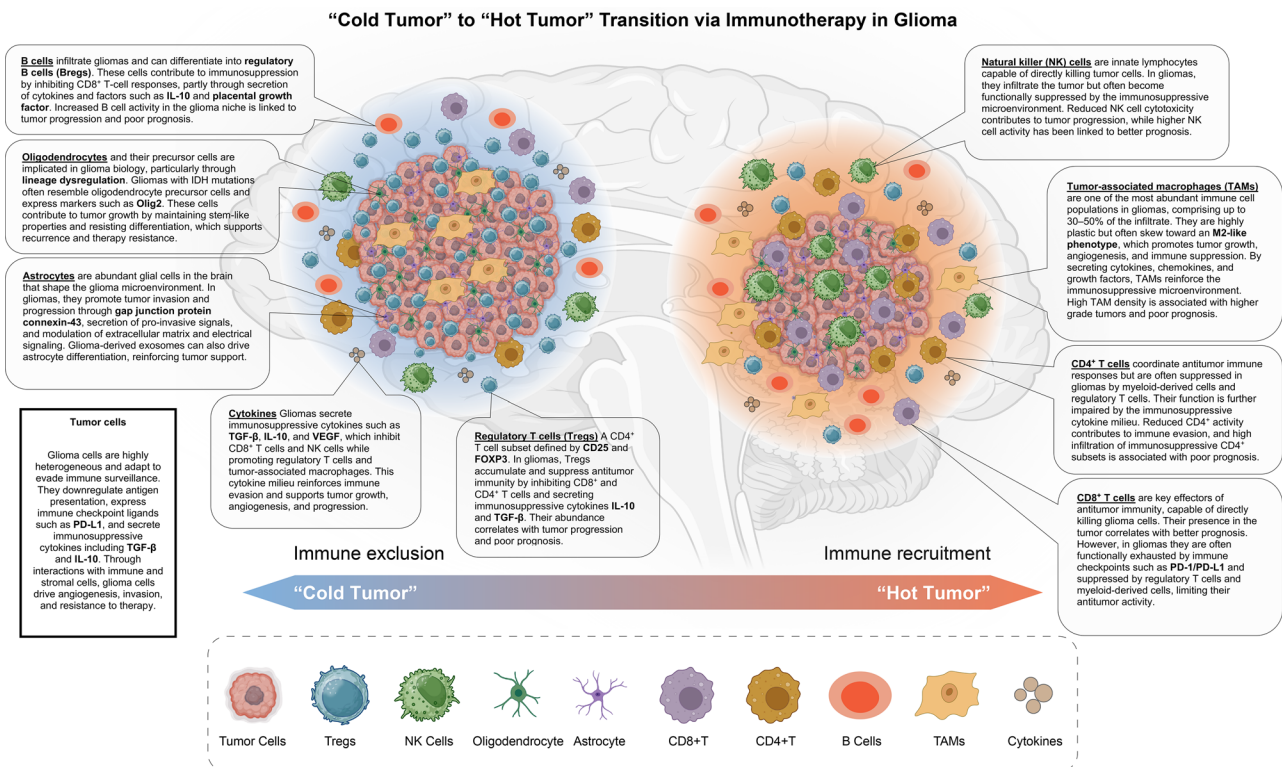 “Cold Tumor” to “Hot Tumor” Transition via Immunotherapy in Glioma
B cells infiltrate gliomas and can differentiate into regulatory
B cells (Bregs). These cells contribute to immunosuppression
by inhibiting CD8⁺ T-cell responses, partly through secretion
of cytokines and factors such as IL-10 and placental growth
factor. Increased B cell activity in the glioma niche is linked to
tumor progression and poor prognosis.
Oligodendrocytes and their precursor cells are
implicated in glioma biology, particularly through
lineage dysregulation. Gliomas with IDH mutations
often resemble oligodendrocyte precursor cells and
express markers such as Olig2. These cells
contribute to tumor growth by maintaining stem-like
properties and resisting differentiation, which supports
recurrence and therapy resistance.
Astrocytes are abundant glial cells in the brain
that shape the glioma microenvironment. In
gliomas, they promote tumor invasion and
progression through gap junction protein
connexin-43, secretion of pro-invasive signals,
and modulation of extracellular matrix and electrical
signaling. Glioma-derived exosomes can also drive
astrocyte differentiation, reinforcing tumor support.
Tumor cells
Glioma cells are highly
heterogeneous and adapt to
evade immune surveillance.
They downregulate antigen
presentation, express
immune checkpoint ligands
such as PD-L1, and secrete
immunosuppressive
cytokines including TGF-β
and IL-10. Through
interactions with immune and
stromal cells, glioma cells
drive angiogenesis, invasion,
and resistance to therapy.
Cytokines Gliomas secrete
immunosuppressive cytokines such as
TGF-β, IL-10, and VEGF, which inhibit
CD8⁺ T cells and NK cells while
promoting regulatory T cells and
tumor-associated macrophages. This
cytokine milieu reinforces immune
evasion and supports tumor growth,
angiogenesis, and progression.
Regulatory T cells (Tregs) A CD4⁺
T cell subset defined by CD25 and
FOXP3. In gliomas, Tregs
accumulate and suppress antitumor
immunity by inhibiting CD8⁺ and
CD4⁺ T cells and secreting
immunosuppressive cytokines IL-10
and TGF-β. Their abundance
correlates with tumor progression
and poor prognosis.
Natural killer (NK) cells are innate lymphocytes
capable of directly killing tumor cells. In gliomas,
they infiltrate the tumor but often become
functionally suppressed by the immunosuppressive
microenvironment. Reduced NK cell cytotoxicity
contributes to tumor progression, while higher NK
cell activity has been linked to better prognosis.
Tumor-associated macrophages (TAMs)
are one of the most abundant immune cell
populations in gliomas, comprising up to
30–50% of the infiltrate. They are highly
plastic but often skew toward an M2-like
phenotype, which promotes tumor growth,
angiogenesis, and immune suppression. By
secreting cytokines, chemokines, and
growth factors, TAMs reinforce the
immunosuppressive microenvironment.
High TAM density is associated with higher
grade tumors and poor prognosis.
CD4⁺ T cells coordinate antitumor immune
responses but are often suppressed in
gliomas by myeloid-derived cells and
regulatory T cells. Their function is further
impaired by the immunosuppressive
cytokine milieu. Reduced CD4⁺ activity
contributes to immune evasion, and high
infiltration of immunosuppressive CD4⁺
subsets is associated with poor prognosis.
CD8⁺ T cells are key effectors of
antitumor immunity, capable of directly
killing glioma cells. Their presence in the
tumor correlates with better prognosis.
However, in gliomas they are often
functionally exhausted by immune
checkpoints such as PD-1/PD-L1 and
suppressed by regulatory T cells and
myeloid-derived cells, limiting their
antitumor activity.
Immune exclusion
Immune recruitment
“Cold Tumor”
“Hot Tumor”
Tumor Cells
Tregs
NK Cells
Oligodendrocyte
Astrocyte
CD8+T
CD4+T
B Cells
TAMs
Cytokines